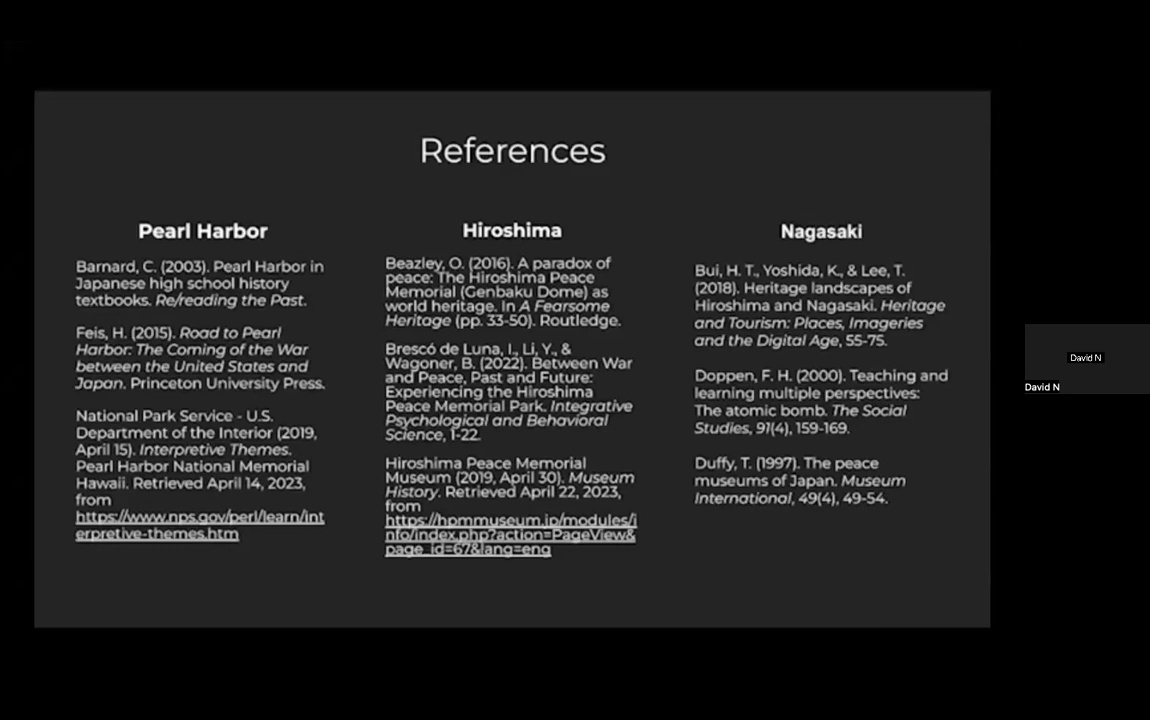 References
Pearl Harbor
Barnard, C. (2003). Pearl Harbor in
Japanese high school history
textbooks. Re/reading the Past.
Feis, H. (2015). Road to Pearl
Harbor: The Coming of the War
between the United States and
Japan. Princeton University Press.
National Park Service - U.S.
Department of the Interior (2019,
April 15). Interpretive Themes.
Pearl Harbor National Memorial
Hawaii. Retrieved April 14, 2023,
from
https://www.nps.gov/perl/learn/int
erpretive-themes.htm
Hiroshima
Beazley, O. (2016). A paradox of
peace: The Hiroshima Peace
Memorial (Genbaku Dome) as
world heritage. In A Fearsome
Heritage (pp. 33-50). Routledge.
Brescó de Luna, I., Li, Y., &
Wagoner, B. (2022). Between War
and Peace, Past and Future:
Experiencing the Hiroshima
Peace Memorial Park. Integrative
Psychological and Behavioral
Science, 1-22.
Hiroshima Peace Memorial
Museum (2019, April 30). Museum
History. Retrieved April 22, 2023,
from
https://hpmmuseum.jp/modules/i
nfo/index.php?action=PageView&
page_id=67&lang=eng
Nagasaki
Bui, H. T., Yoshida, K., & Lee, T.
(2018). Heritage landscapes of
Hiroshima and Nagasaki. Heritage
and Tourism: Places, Imageries
and the Digital Age, 55-75.
Doppen, F. H. (2000). Teaching and
learning multiple perspectives:
The atomic bomb. The Social
Studies, 91(4), 159-169.
Duffy, T. (1997). The peace
museums of Japan. Museum
International, 49(4), 49-54.
David N
David N